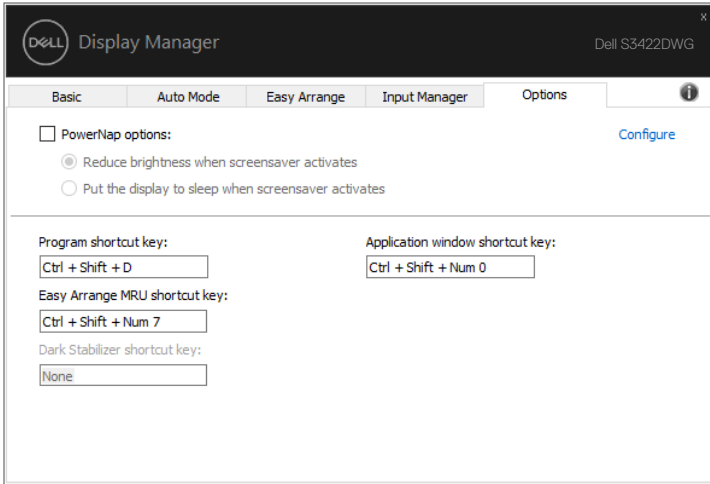 DELL Display Manager
x
Dell S3422DWG
Basic Auto Mode Easy Arrange Input Manager Options i
PowerNap options: Configure
Reduce brightness when screensaver activates
Put the display to sleep when screensaver activates
Program shortcut key: Application window shortcut key:
Ctrl + Shift + D Ctrl + Shift + Num 0
Easy Arrange MRU shortcut key:
Ctrl + Shift + Num 7
Dark Stabilizer shortcut key:
None